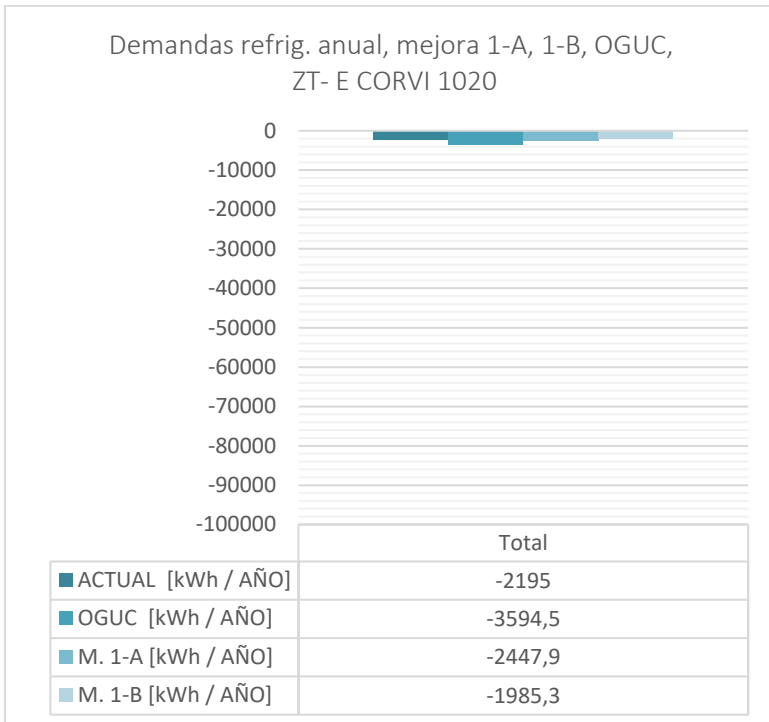 Demandas refrig. anual, mejora 1-A, 1-B, OGUC,
ZT- E CORVI 1020
0
-10000
-20000
-30000
-40000
-50000
-60000
-70000
-80000
-90000
-100000
Total
ACTUAL [kWh / AÑO] -2195
OGUC [kWh / AÑO] -3594,5
M. 1-A [kWh / AÑO] -2447,9
M. 1-B [kWh / AÑO] -1985,3